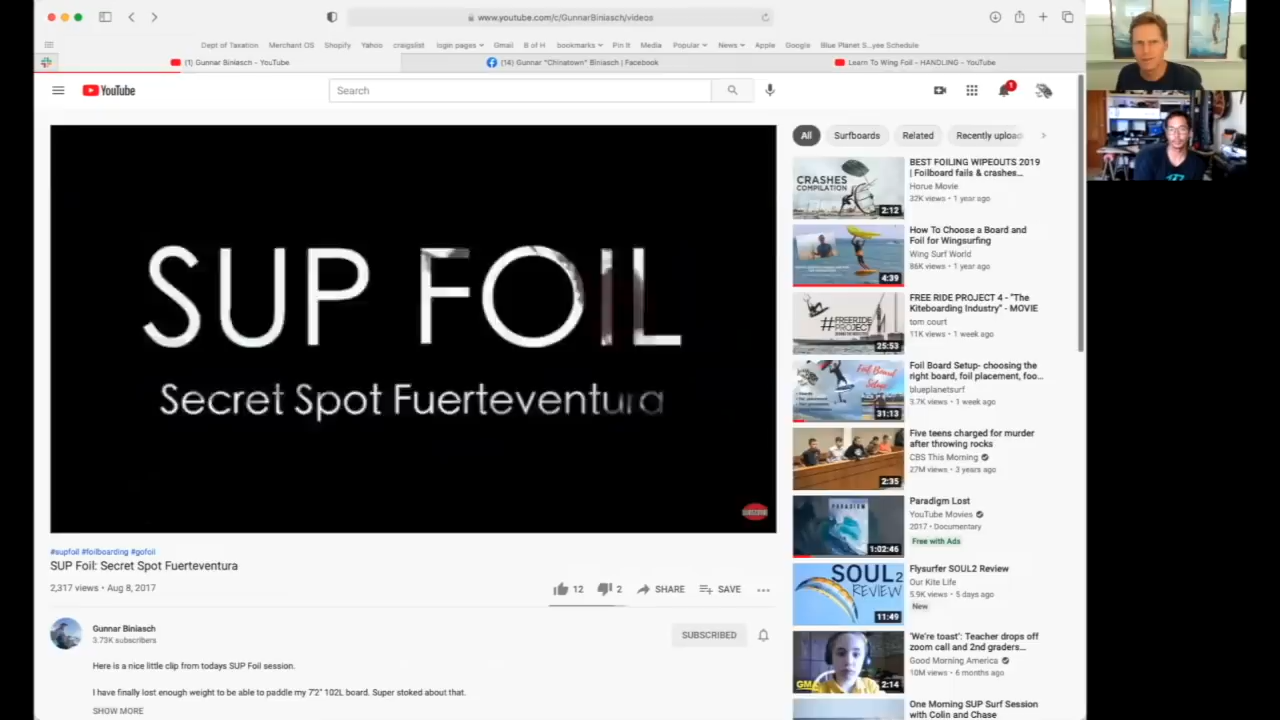 www.youtube.com/c/GunnarBiniasch/videos
Dept of Taxation Merchant OS Shopify Yahoo craigslist login pages Gmail B of H bookmarks Pin It Media Popular News Apple Google Blue Planet S...yee Schedule
(1) Gunnar Biniasch - YouTube
(14) Gunnar "Chinatown" Biniasch | Facebook
Learn To Wing Foil - HANDLING - YouTube
YouTube
Search
1
SUP FOIL
Secret Spot Fuerteventura
SUBSCRIBE
#supfoil #foilboarding #gofoil
SUP Foil: Secret Spot Fuerteventura
2,317 views • Aug 8, 2017
12 2 SHARE SAVE
Gunnar Biniasch
3.73K subscribers
SUBSCRIBED
Here is a nice little clip from todays SUP Foil session.
I have finally lost enough weight to be able to paddle my 7'2" 102L board. Super stoked about that.
SHOW MORE
All Surfboards Related Recently uploa
CRASHES
COMPILATION
2:12
BEST FOILING WIPEOUTS 2019
| Foilboard fails & crashes...
Horue Movie
32K views • 1 year ago
4:39
How To Choose a Board and
Foil for Wingsurfing
Wing Surf World
86K views • 1 year ago
#FREERIDE
PROJECT
25:53
FREE RIDE PROJECT 4 - "The
Kiteboarding Industry" - MOVIE
tom court
11K views • 1 week ago
Foil Board
Setups
31:13
Foil Board Setup- choosing the
right board, foil placement, foo...
blueplanetsurf
3.7K views • 1 week ago
2:35
Five teens charged for murder
after throwing rocks
CBS This Morning
27M views • 3 years ago
PARADIGM
1:02:46
Paradigm Lost
YouTube Movies
2017 • Documentary
Free with Ads
SOUL2
REVIEW
11:49
Flysurfer SOUL2 Review
Our Kite Life
5.9K views • 5 days ago
New
GMA
2:14
'We're toast': Teacher drops off
zoom call and 2nd graders...
Good Morning America
10M views • 6 months ago
One Morning SUP Surf Session
with Colin and Chase